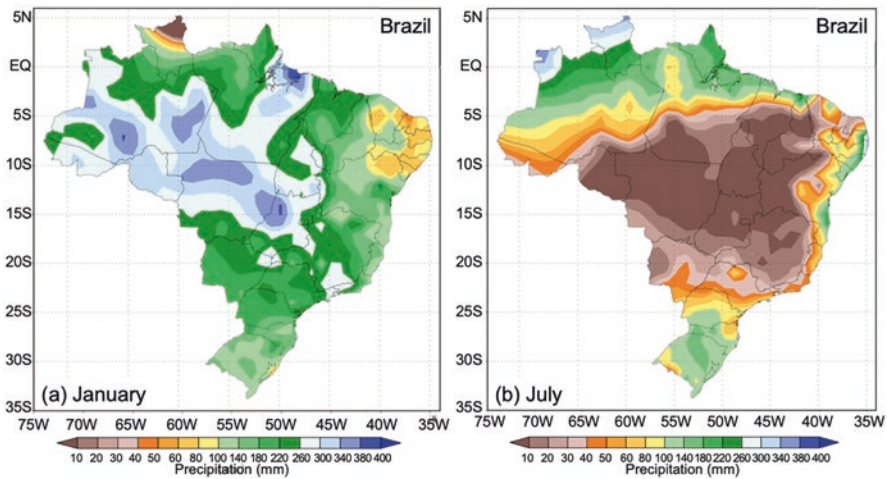 Brazil
5N
EQ
5S
10S
15S
20S
25S
30S
35S
(a) January
75W 70W 65W 60W 55W 50W 45W 40W 35W
10 20 30 40 50 60 80 100 140 180 220 260 300 340 380 400
Precipitation (mm)
Brazil
5N
EQ
5S
10S
15S
20S
25S
30S
35S
(b) July
70W 65W 60W 55W 50W 45W 40W 35W
10 20 30 40 50 60 80 100 140 180 220 260 300 340 380 400
Precipitation (mm)